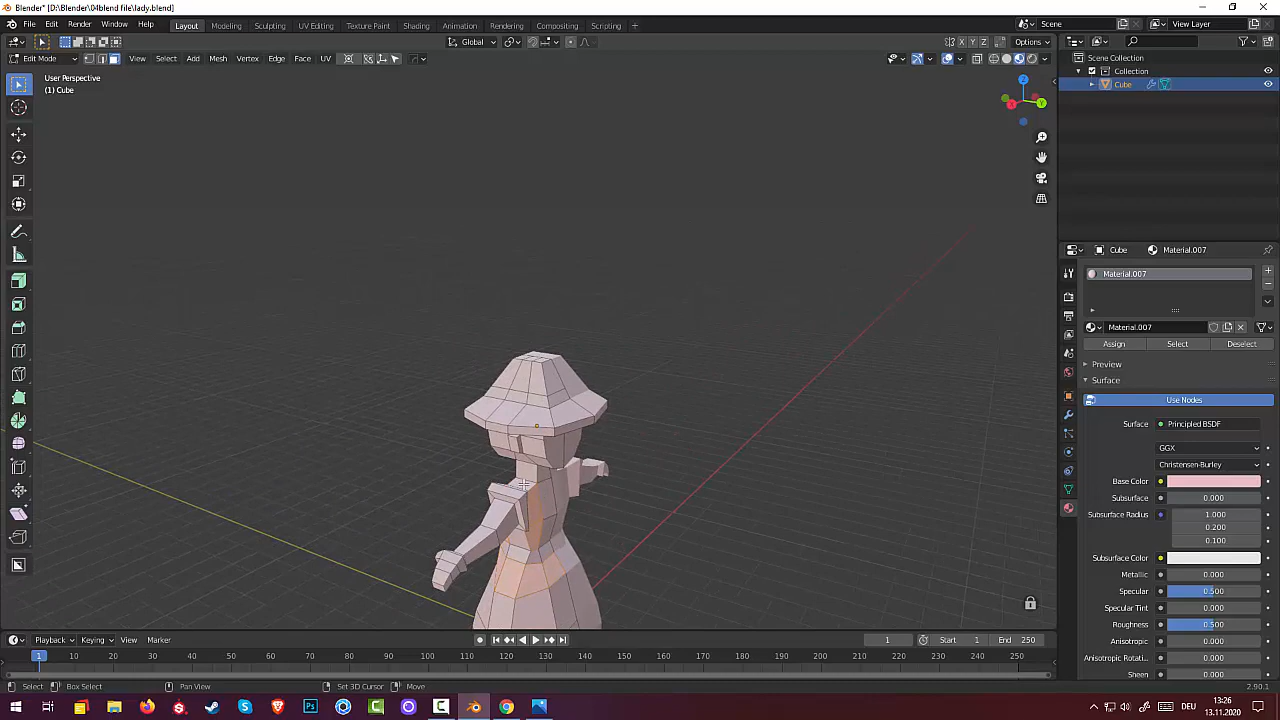 Blender* [D:\Blender\04blend file\lady.blend]
File Edit Render Window Help Layout Modeling Sculpting UV Editing Texture Paint Shading Animation Rendering Compositing Scripting + Scene View Layer
Global X Y Z Options
Edit Mode View Select Add Mesh Vertex Edge Face UV
User Perspective
(1) Cube
Scene Collection
Collection
Cube
X
Y
Z
Cube Material.007
Material.007
Material.007
Assign Select Deselect
Preview
Surface
Use Nodes
Surface Principled BSDF
GGX
Christensen-Burley
Base Color
Subsurface 0.000
Subsurface Radius 1.000
0.200
0.100
Subsurface Color
Metallic 0.000
Specular 0.500
Specular Tint 0.000
Roughness 0.500
Anisotropic 0.000
Anisotropic Rotati... 0.000
Sheen 0.000
Playback Keying View Marker 1 Start 1 End 250
1 10 20 30 40 50 60 70 80 90 100 110 120 130 140 150 160 170 180 190 200 210 220 230 240 250
Select Box Select Pan View Set 3D Cursor Move 2.90.1
DEU 13:26
13.11.2020